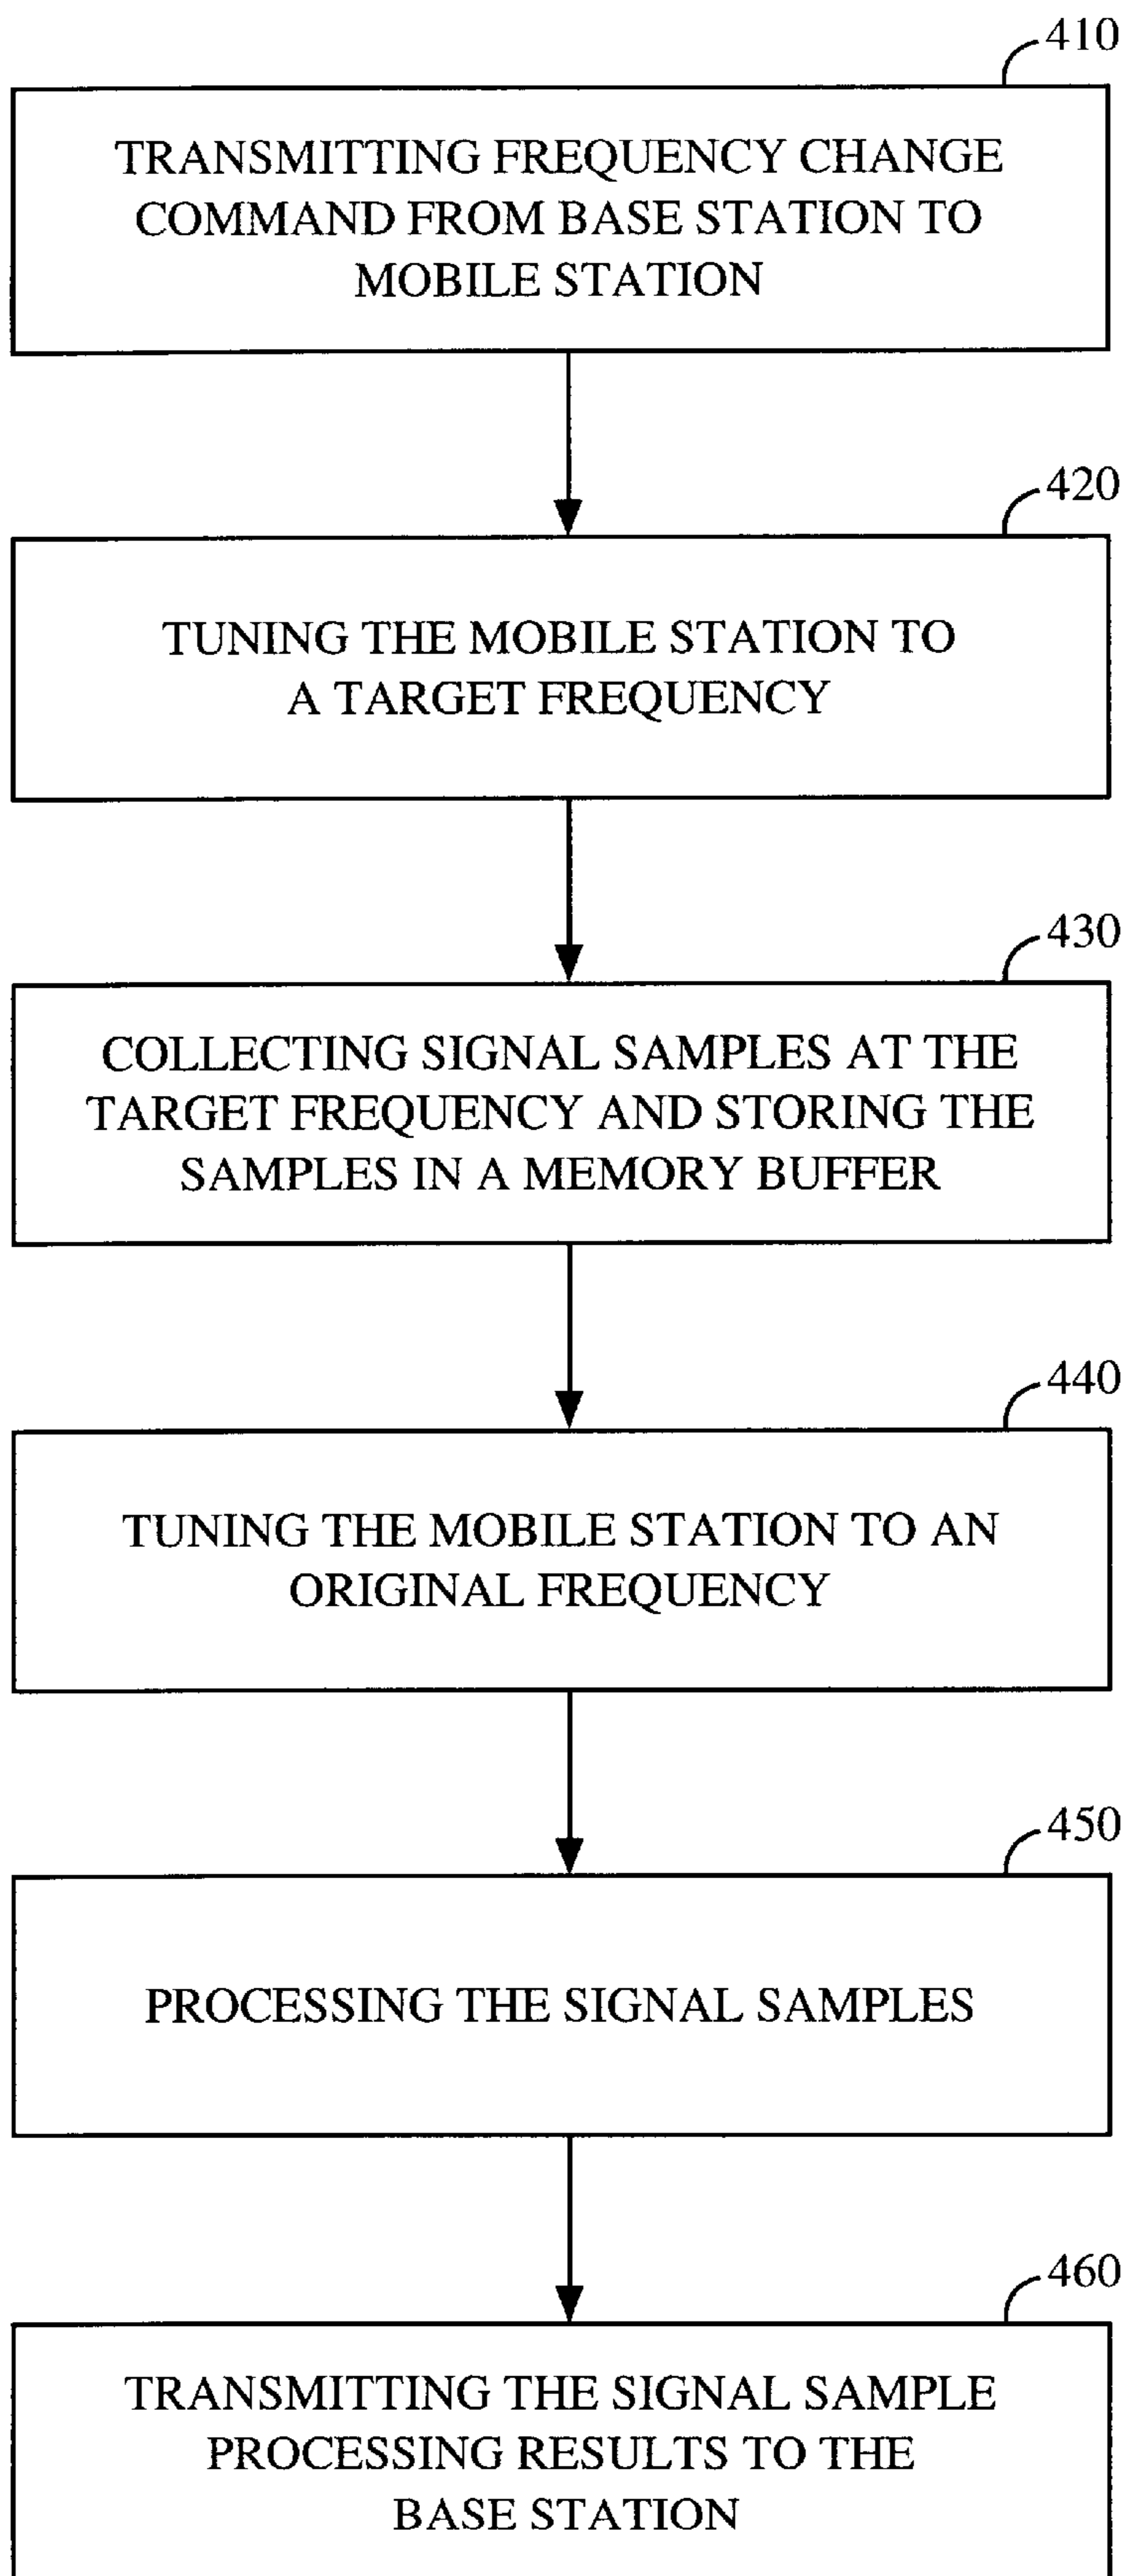 410
TRANSMITTING FREQUENCY CHANGE
COMMAND FROM BASE STATION TO
MOBILE STATION
420
TUNING THE MOBILE STATION TO
A TARGET FREQUENCY
430
COLLECTING SIGNAL SAMPLES AT THE
TARGET FREQUENCY AND STORING THE
SAMPLES IN A MEMORY BUFFER
440
TUNING THE MOBILE STATION TO AN
ORIGINAL FREQUENCY
450
PROCESSING THE SIGNAL SAMPLES
460
TRANSMITTING THE SIGNAL SAMPLE
PROCESSING RESULTS TO THE
BASE STATION